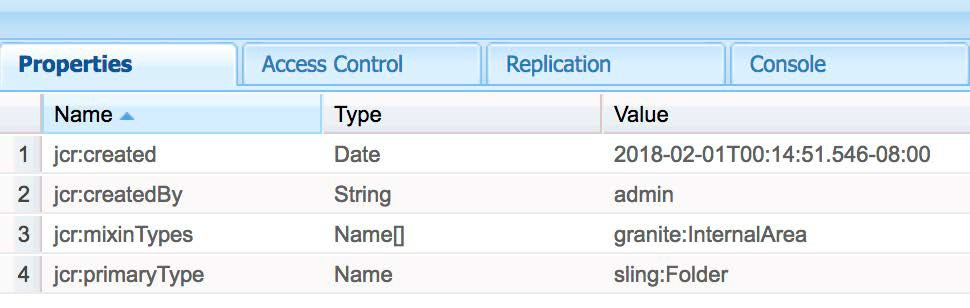 Properties Access Control Replication Console
Name Type Value
1 jcr:created Date 2018-02-01T00:14:51.546-08:00
2 jcr:createdBy String admin
3 jcr:mixinTypes Name[] granite:InternalArea
4 jcr:primaryType Name sling:Folder